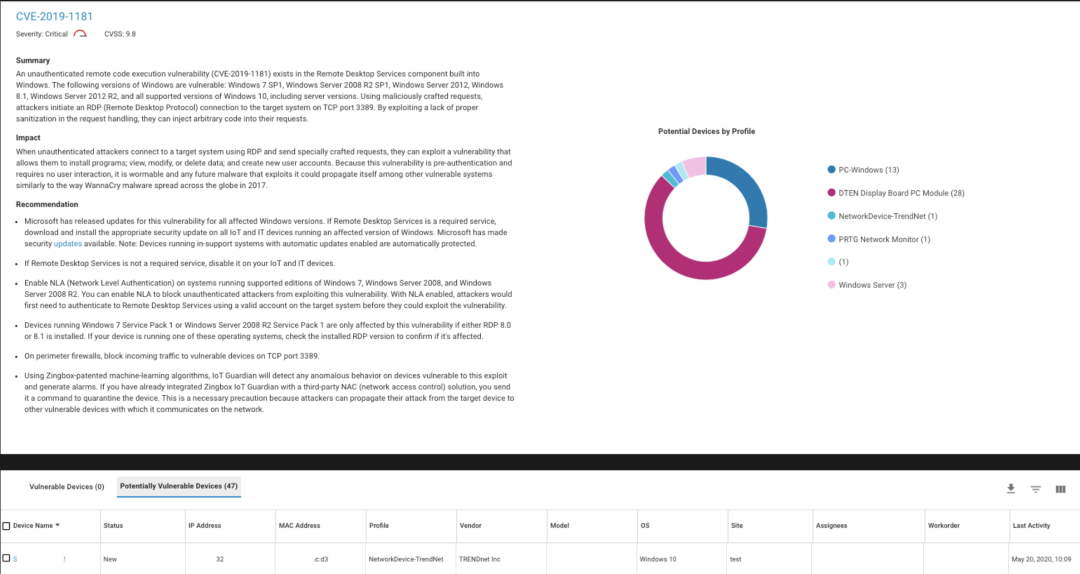 CVE-2019-1181
Severity: Critical CVSS: 9.8
Summary
An unauthenticated remote code execution vulnerability (CVE-2019-1181) exists in the Remote Desktop Services component built into
Windows. The following versions of Windows are vulnerable: Windows 7 SP1, Windows Server 2008 R2 SP1, Windows Server 2012, Windows
8.1, Windows Server 2012 R2, and all supported versions of Windows 10, including server versions. Using maliciously crafted requests,
attackers initiate an RDP (Remote Desktop Protocol) connection to the target system on TCP port 3389. By exploiting a lack of proper
sanitization in the request handling, they can inject arbitrary code into their requests.
Impact
When unauthenticated attackers connect to a target system using RDP and send specially crafted requests, they can exploit a vulnerability that
allows them to install programs; view, modify, or delete data; and create new user accounts. Because this vulnerability is pre-authentication and
requires no user interaction, it is wormable and any future malware that exploits it could propagate itself among other vulnerable systems
similarly to the way WannaCry malware spread across the globe in 2017.
Recommendation
• Microsoft has released updates for this vulnerability for all affected Windows versions. If Remote Desktop Services is a required service,
download and install the appropriate security update on all IoT and IT devices running an affected version of Windows. Microsoft has made
security updates available. Note: Devices running in-support systems with automatic updates enabled are automatically protected.
• If Remote Desktop Services is not a required service, disable it on your IoT and IT devices.
• Enable NLA (Network Level Authentication) on systems running supported editions of Windows 7, Windows Server 2008, and Windows
Server 2008 R2. You can enable NLA to block unauthenticated attackers from exploiting this vulnerability. With NLA enabled, attackers would
first need to authenticate to Remote Desktop Services using a valid account on the target system before they could exploit the vulnerability.
• Devices running Windows 7 Service Pack 1 or Windows Server 2008 R2 Service Pack 1 are only affected by this vulnerability if either RDP 8.0
or 8.1 is installed. If your device is running one of these operating systems, check the installed RDP version to confirm if it's affected.
• On perimeter firewalls, block incoming traffic to vulnerable devices on TCP port 3389.
• Using Zingbox-patented machine-learning algorithms, IoT Guardian will detect any anomalous behavior on devices vulnerable to this exploit
and generate alarms. If you have already integrated Zingbox IoT Guardian with a third-party NAC (network access control) solution, you send
it a command to quarantine the device. This is a necessary precaution because attackers can propagate their attack from the target device to
other vulnerable devices with which it communicates on the network.
Potential Devices by Profile
PC-Windows (13)
DTEN Display Board PC Module (28)
NetworkDevice-TrendNet (1)
PRTG Network Monitor (1)
(1)
Windows Server (3)
Vulnerable Devices (0) Potentially Vulnerable Devices (47)
Device Name Status IP Address MAC Address Profile Vendor Model OS Site Assignees Workorder Last Activity
S New 32 :c:d3 NetworkDevice-TrendNet TRENDnet Inc Windows 10 test May 20, 2020, 10:09